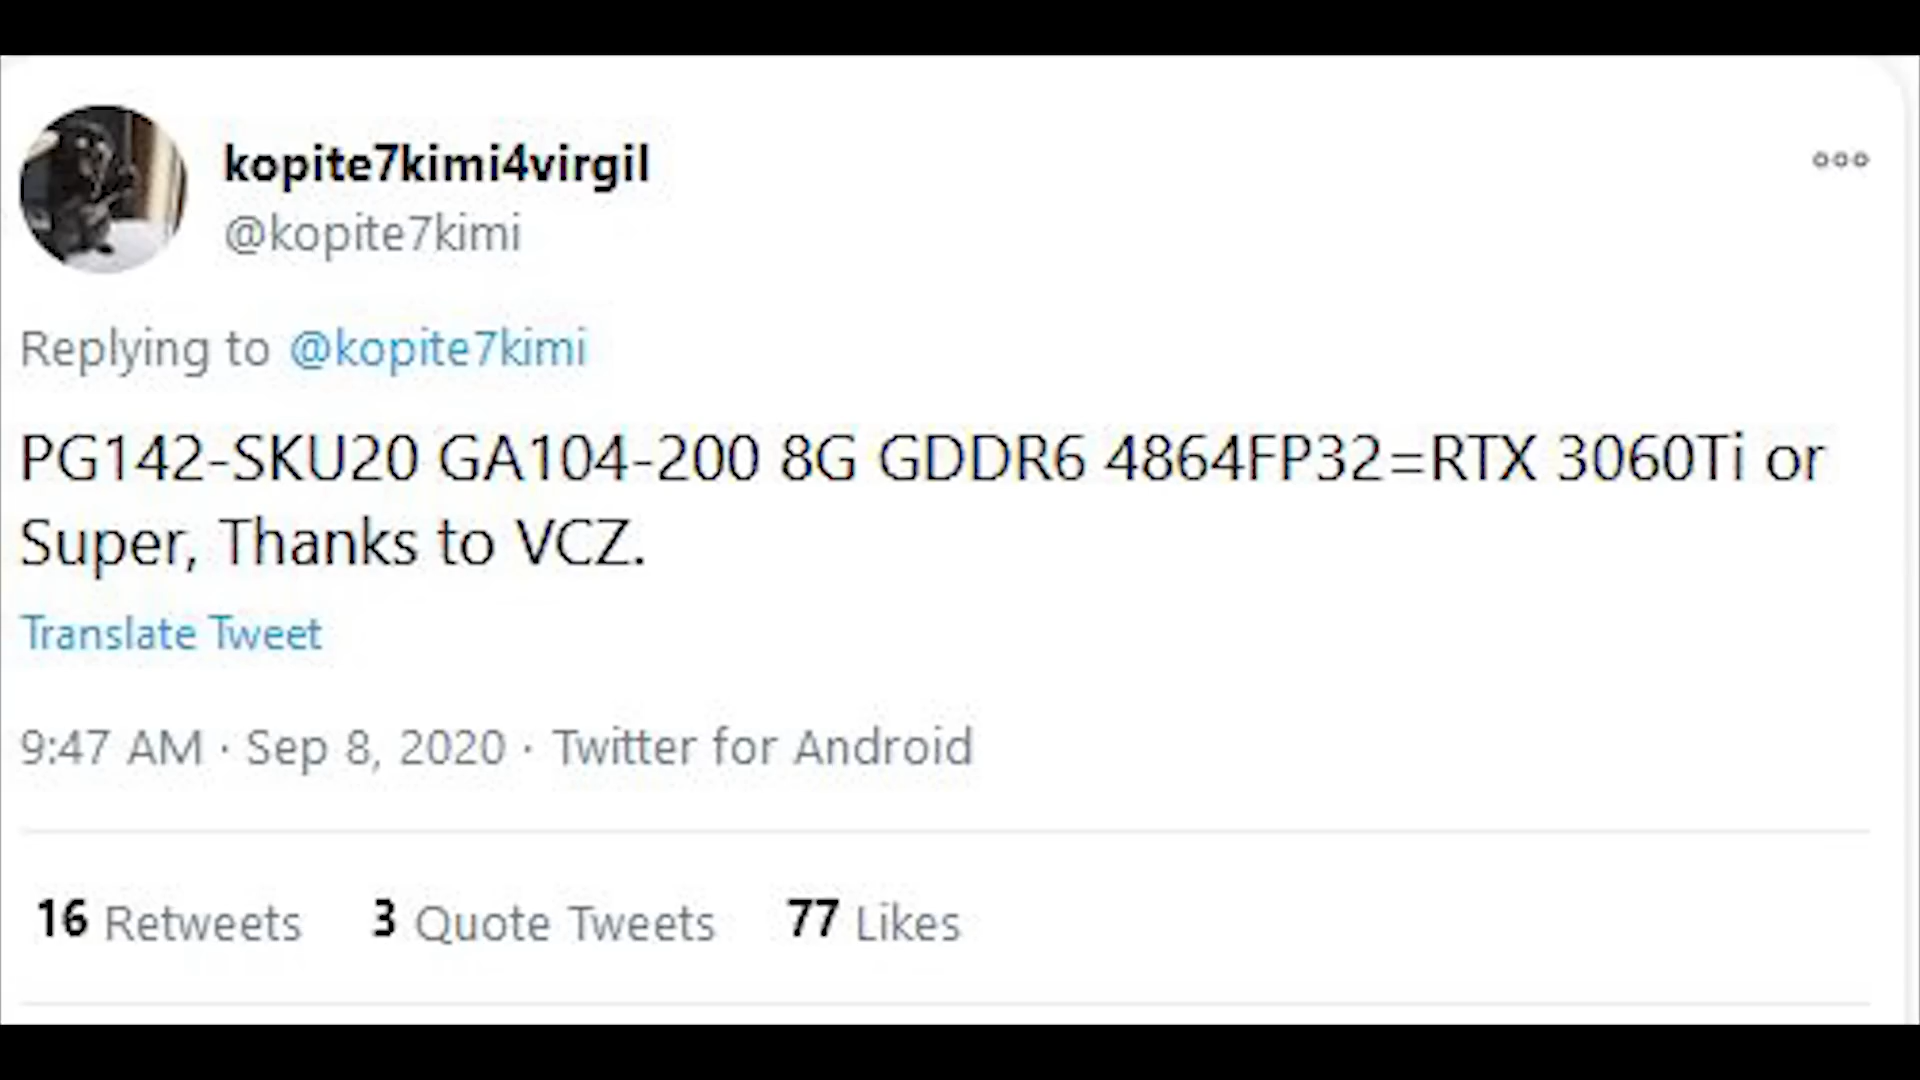 kopite7kimi4virgil
@kopite7kimi
Replying to @kopite7kimi
PG142-SKU20 GA104-200 8G GDDR6 4864FP32=RTX 3060Ti or
Super, Thanks to VCZ.
Translate Tweet
9:47 AM · Sep 8, 2020 · Twitter for Android
16 Retweets 3 Quote Tweets 77 Likes